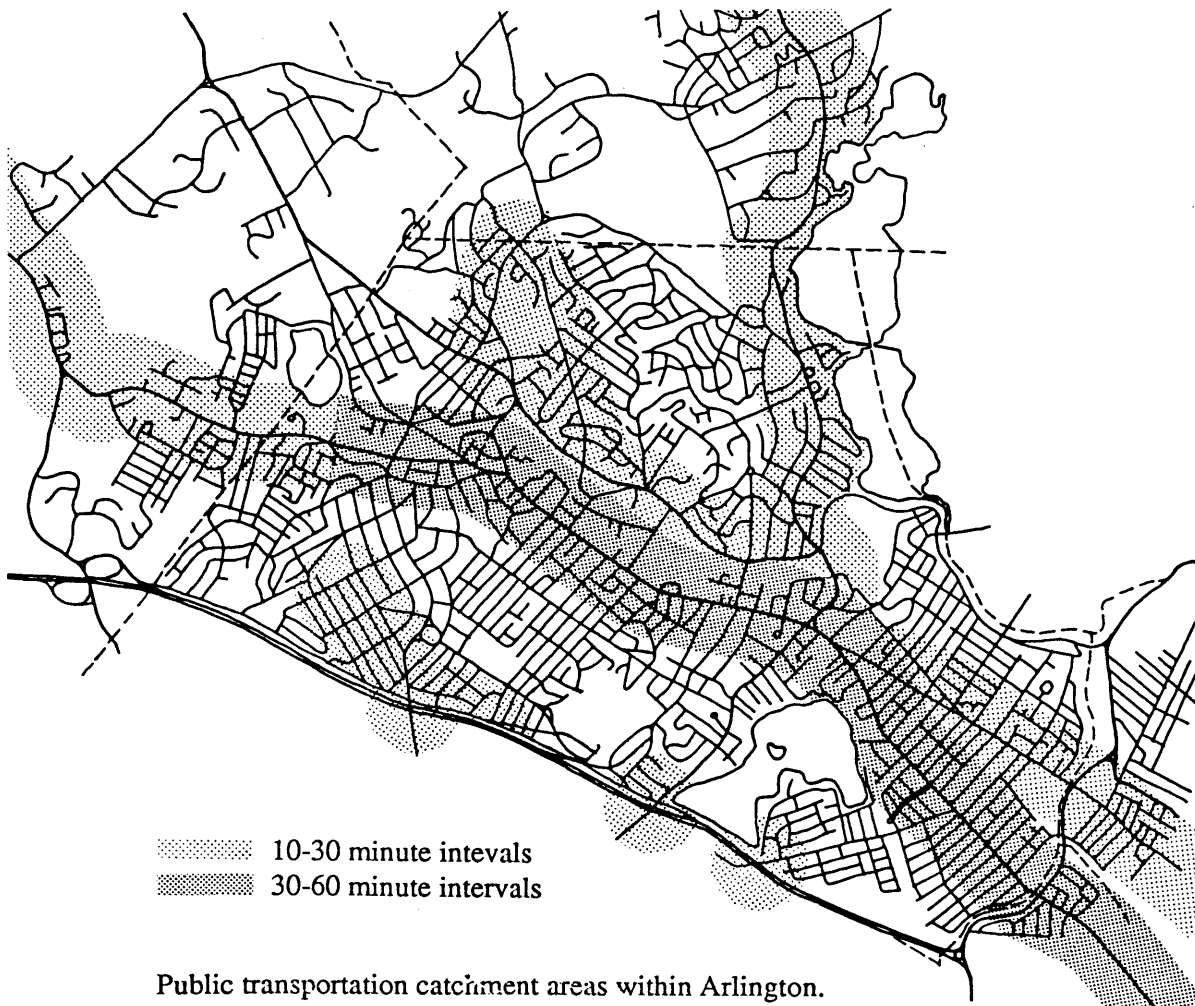 10-30 minute intevals
30-60 minute intervals
Public transportation catchment areas within Arlington.